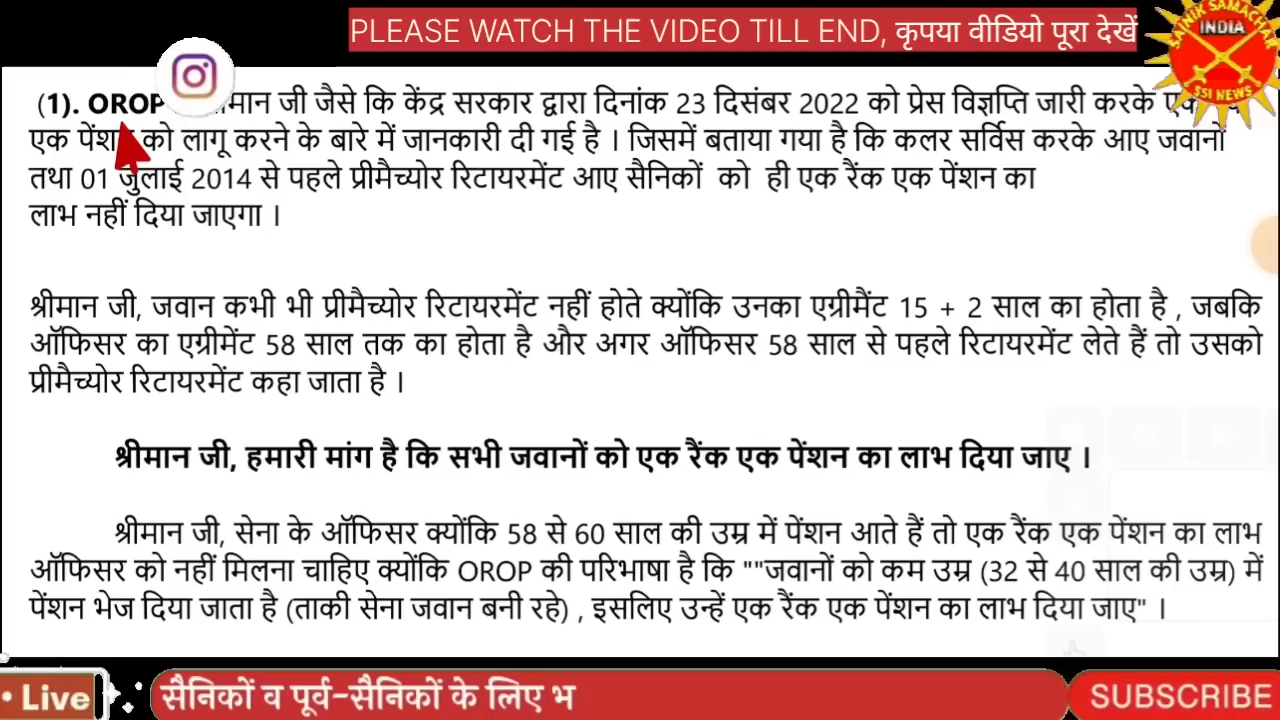 PLEASE WATCH THE VIDEO TILL END, कृपया वीडियो पूरा देखें
SAINIK SAMACHAR
INDIA
SSI NEWS
(1). OROP जी जैसे कि केंद्र सरकार द्वारा दिनांक 23 दिसंबर 2022 को प्रेस विज्ञप्ति जारी करके
एक को लागू करने के बारे में जानकारी दी गई है । जिसमें बताया गया है कि कलर सर्विस करके आए जवानों
तथा 01 जुलाई 2014 से पहले प्रीमैच्योर रिटायरमेंट आए सैनिकों को ही एक रैंक एक पेंशन का
लाभ नहीं दिया जाएगा ।
श्रीमान जी, जवान कभी भी प्रीमैच्योर रिटायरमेंट नहीं होते क्योंकि उनका एग्रीमैंट 15 + 2 साल का होता है , जबकि
ऑफिसर का एग्रीमेंट 58 साल तक का होता है और अगर ऑफिसर 58 साल से पहले रिटायरमेंट लेते हैं तो उसको
प्रीमैच्योर रिटायरमेंट कहा जाता है ।
श्रीमान जी, हमारी मांग है कि सभी जवानों को एक रैंक एक पेंशन का लाभ दिया जाए ।
श्रीमान जी, सेना के ऑफिसर क्योंकि 58 से 60 साल की उम्र में पेंशन आते हैं तो एक रैंक एक पेंशन का लाभ
ऑफिसर को नहीं मिलना चाहिए क्योंकि OROP की परिभाषा है कि ""जवानों को कम उम्र (32 से 40 साल की उम्र) में
पेंशन भेज दिया जाता है (ताकी सेना जवान बनी रहे) , इसलिए उन्हें एक रैंक एक पेंशन का लाभ दिया जाए" ।
• Live
सैनिकों व पूर्व-सैनिकों के लिए भ
SUBSCRIBE